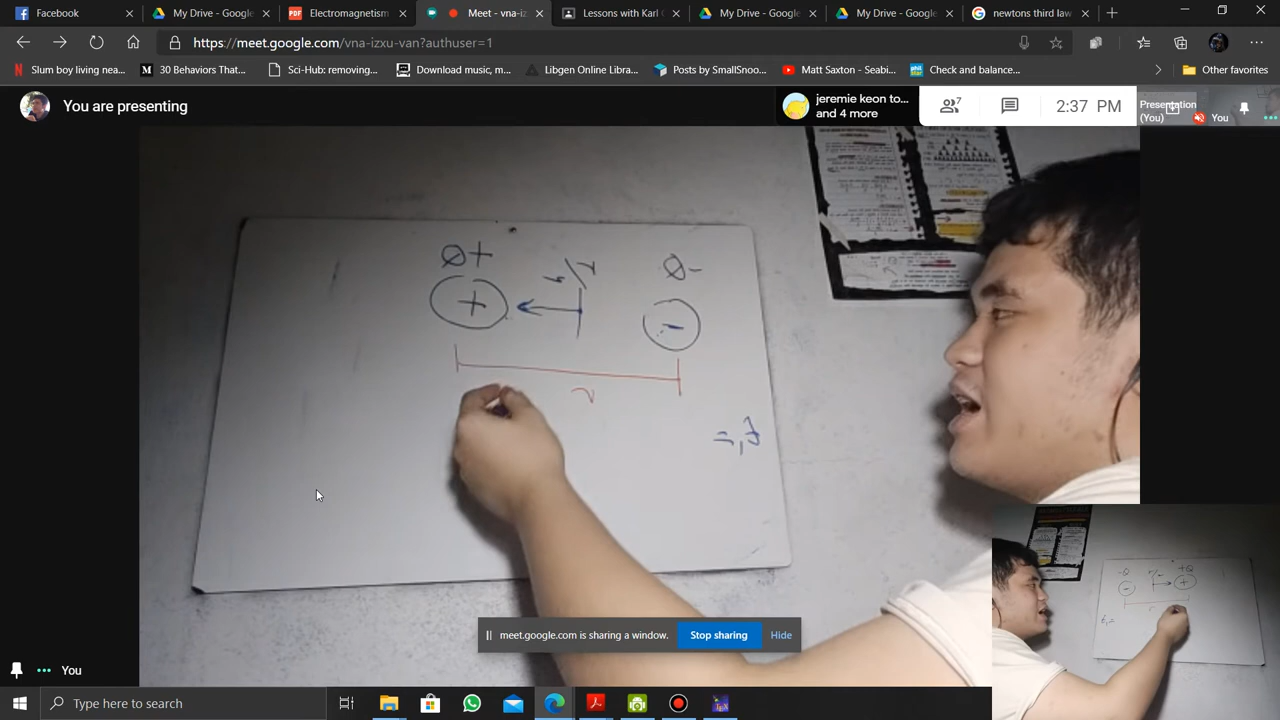 Facebook
My Drive - Goog
PDF
Electromagnetism
Meet - vna-iz
Lessons with Karl C
My Drive - Google
My Drive - Google
newtons third law
https://meet.google.com/vna-izxu-van?authuser=1
Slum boy living nea...
M
30 Behaviors That...
Sci-Hub: removing...
Download music, m...
Libgen Online Libra...
Posts by SmallSnoo...
Matt Saxton - Seabi...
Check and balance...
Other favorites
You are presenting
jeremie keon to...
and 4 more
7
2:37 PM
Presentation
(You)
You
Q+
Q-
+
-
r
-Q
+Q
-
+
meet.google.com is sharing a window.
Stop sharing
Hide
You
Type here to search